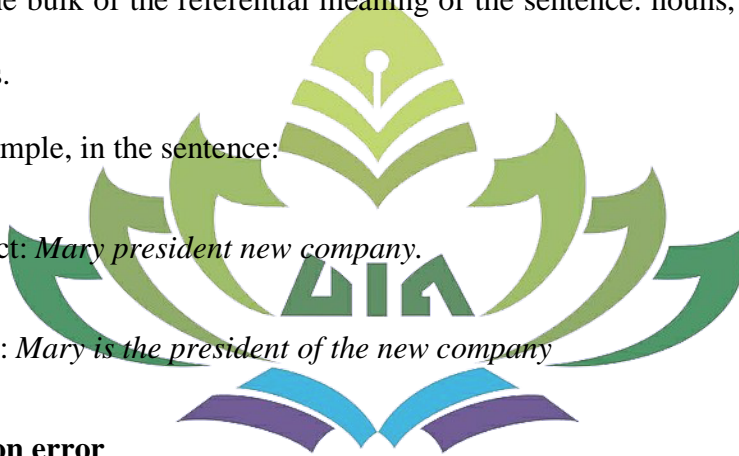 e bulk of the referential meaning of the sentence: nouns,
mple, in the sentence:
ct: Mary president new company.
UIN
: Mary is the president of the new company
on error